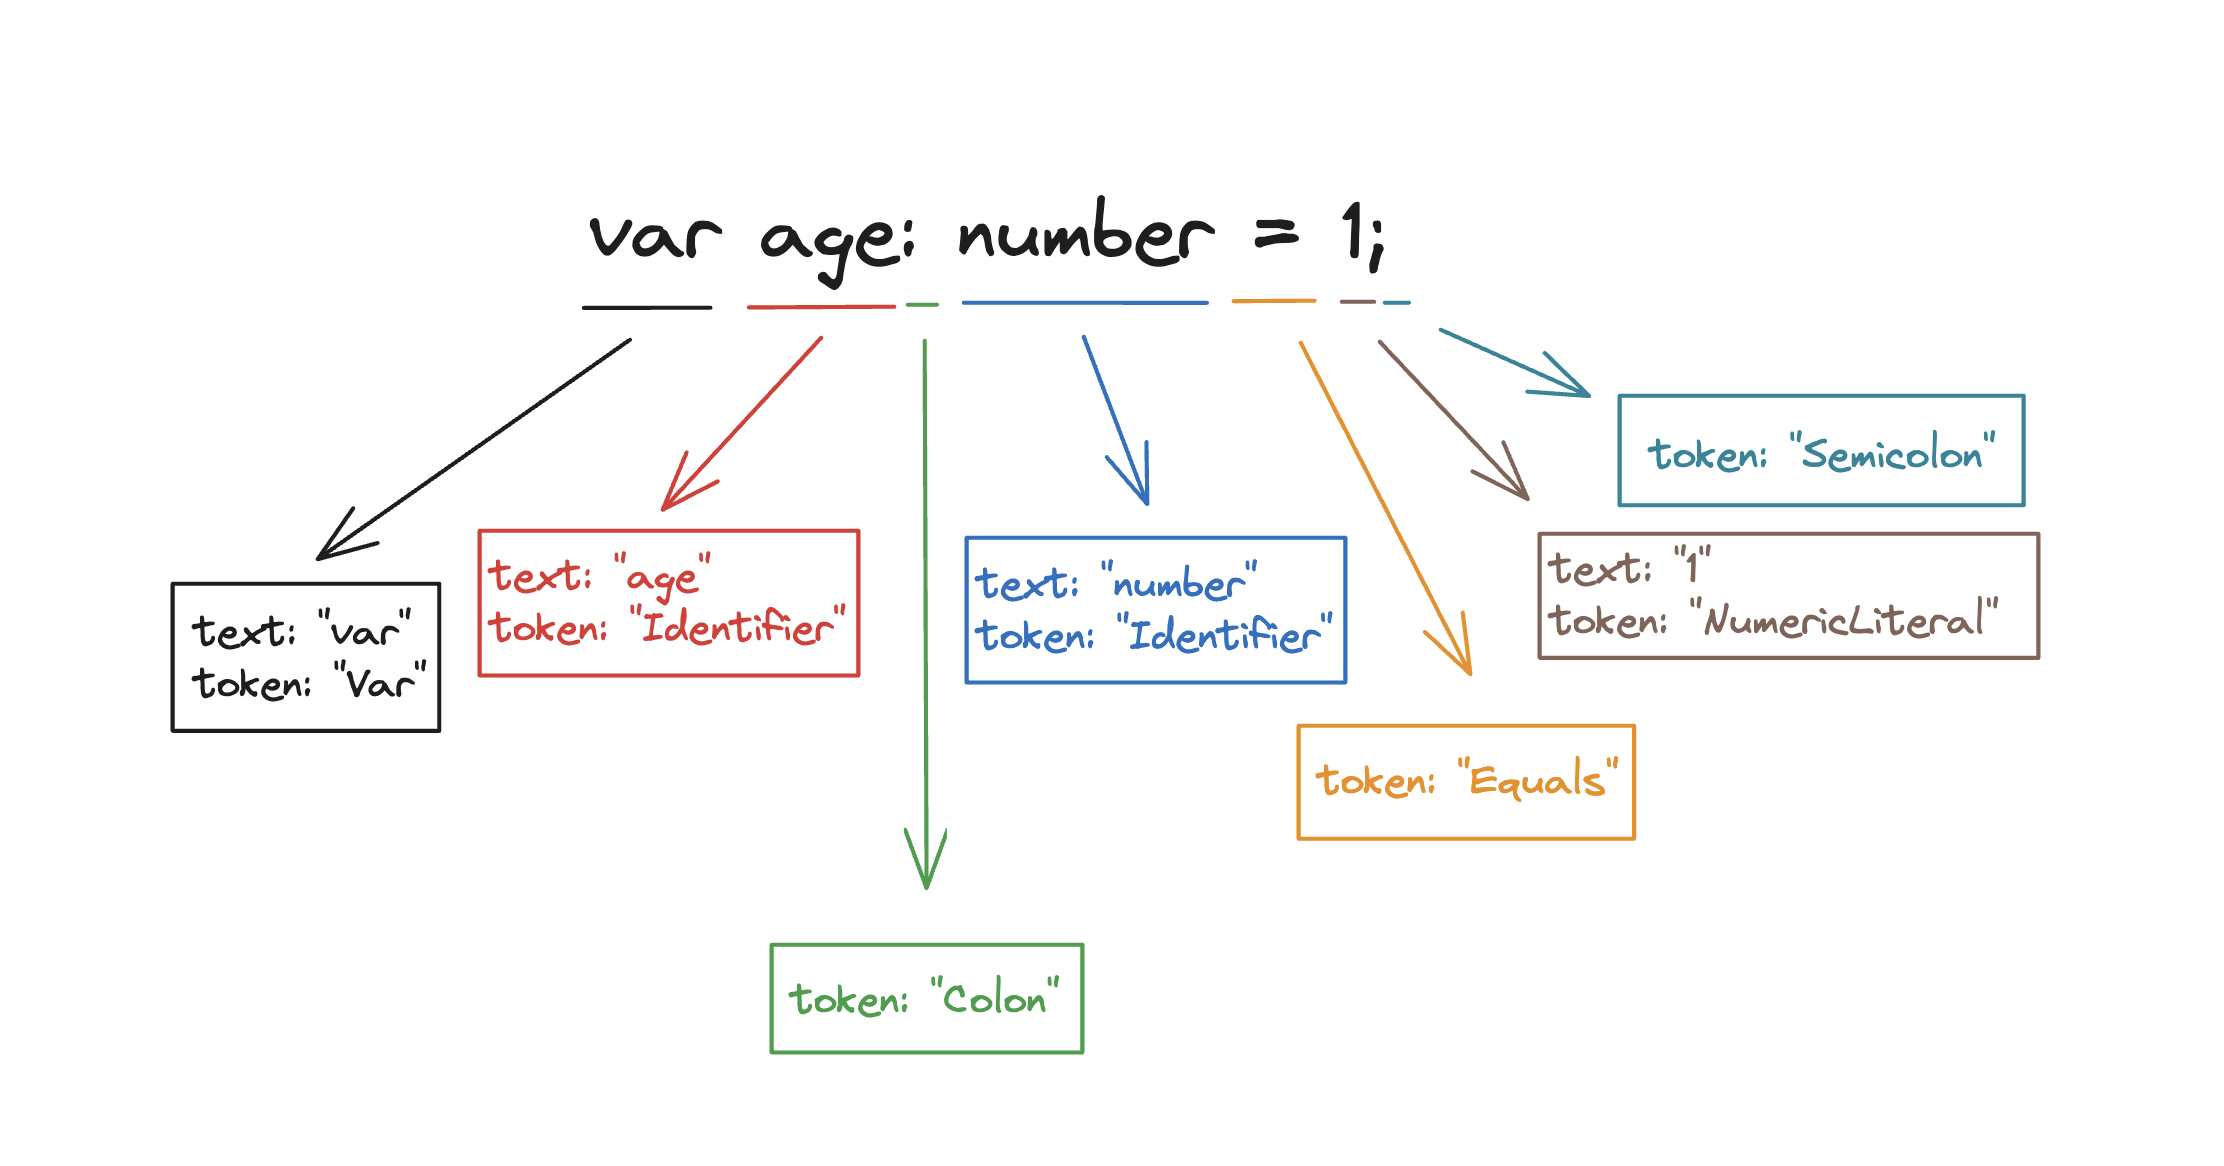 var age: number = 1;
token: "Semicolon"
text: "var"
token: "Var"
text: "age"
token: "Identifier"
text: "number"
token: "Identifier"
text: "1"
token: "NumericLiteral"
token: "Equals"
token: "Colon"